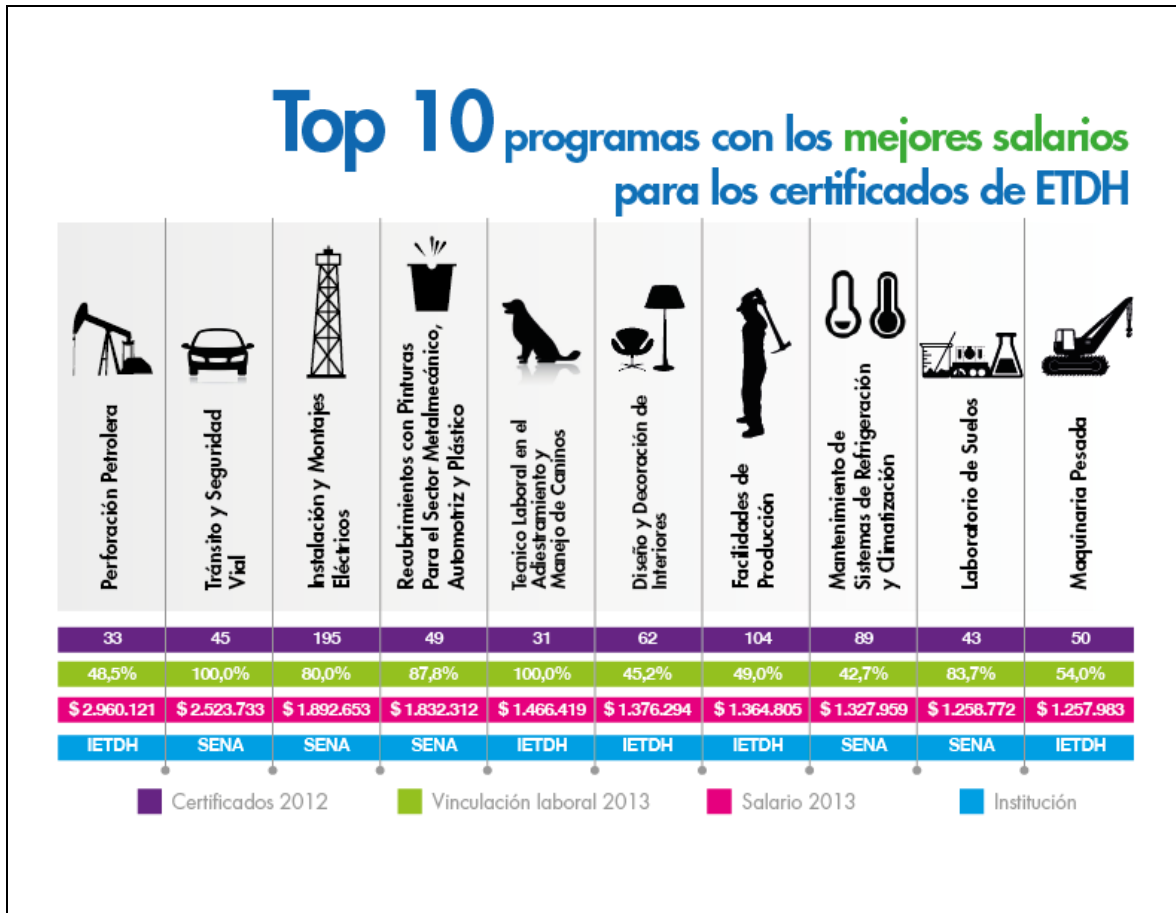 Top 10 programas con los mejores salarios
para los certificados de ETDH
Perforación Petrolera
Tránsito y Seguridad
Vial
Instalación y Montajes
Eléctricos
Recubrimientos con Pinturas
Para el Sector Metalmecánico,
Automotriz y Plástico
Tecnico Laboral en el
Adiestramiento y
Manejo de Caninos
Diseño y Decoración de
Interiores
Facilidades de
Producción
Mantenimiento de
Sistemas de Refrigeración
y Climatización
Laboratorio de Suelos
Maquinaria Pesada
33 45 195 49 31 62 104 89 43 50
48,5% 100,0% 80,0% 87,8% 100,0% 45,2% 49,0% 42,7% 83,7% 54,0%
$ 2.960.121 $ 2.523.733 $ 1.892.653 $ 1.832.312 $ 1.466.419 $ 1.376.294 $ 1.364.805 $ 1.327.959 $ 1.258.772 $ 1.257.983
IETDH SENA SENA SENA IETDH IETDH IETDH SENA SENA IETDH
Certificados 2012 Vinculación laboral 2013 Salario 2013 Institución